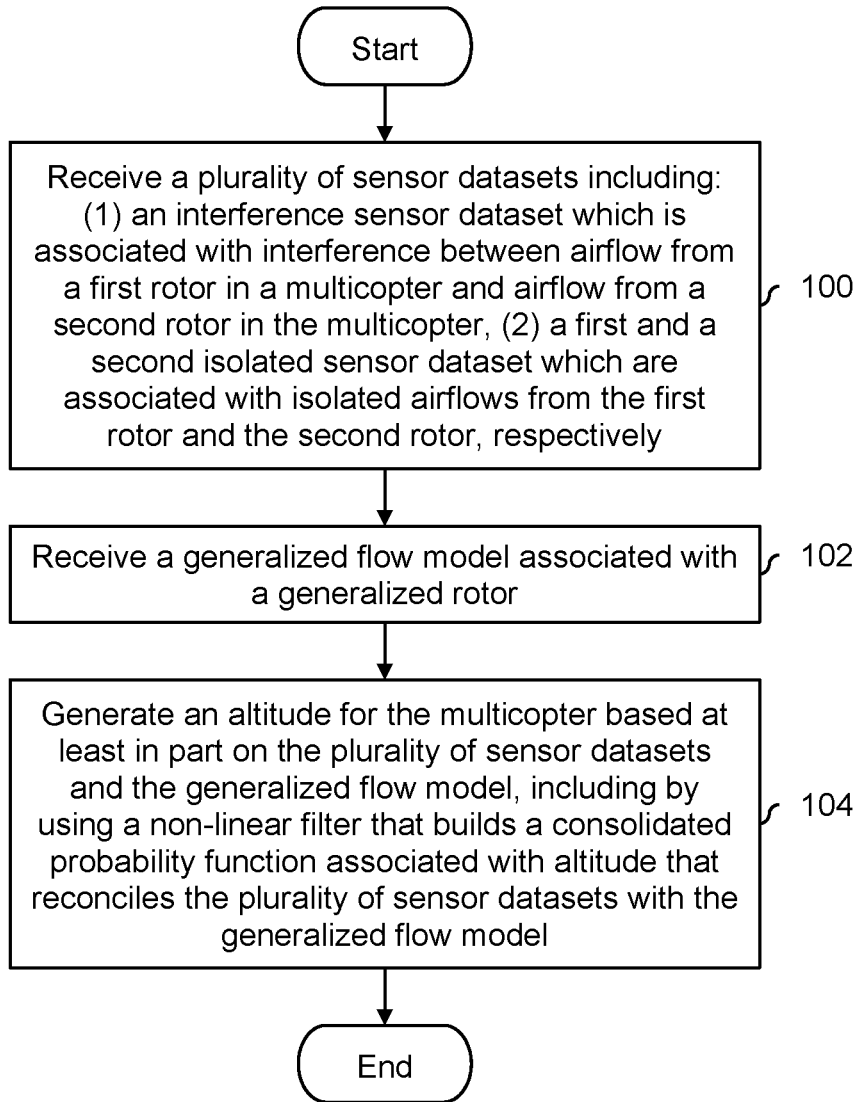 Start
Receive a plurality of sensor datasets including:
(1) an interference sensor dataset which is
associated with interference between airflow from
a first rotor in a multicopter and airflow from a
second rotor in the multicopter, (2) a first and a
second isolated sensor dataset which are
associated with isolated airflows from the first
rotor and the second rotor, respectively
100
Receive a generalized flow model associated with
a generalized rotor
102
Generate an altitude for the multicopter based at
least in part on the plurality of sensor datasets
and the generalized flow model, including by
using a non-linear filter that builds a consolidated
probability function associated with altitude that
reconciles the plurality of sensor datasets with the
generalized flow model
104
End